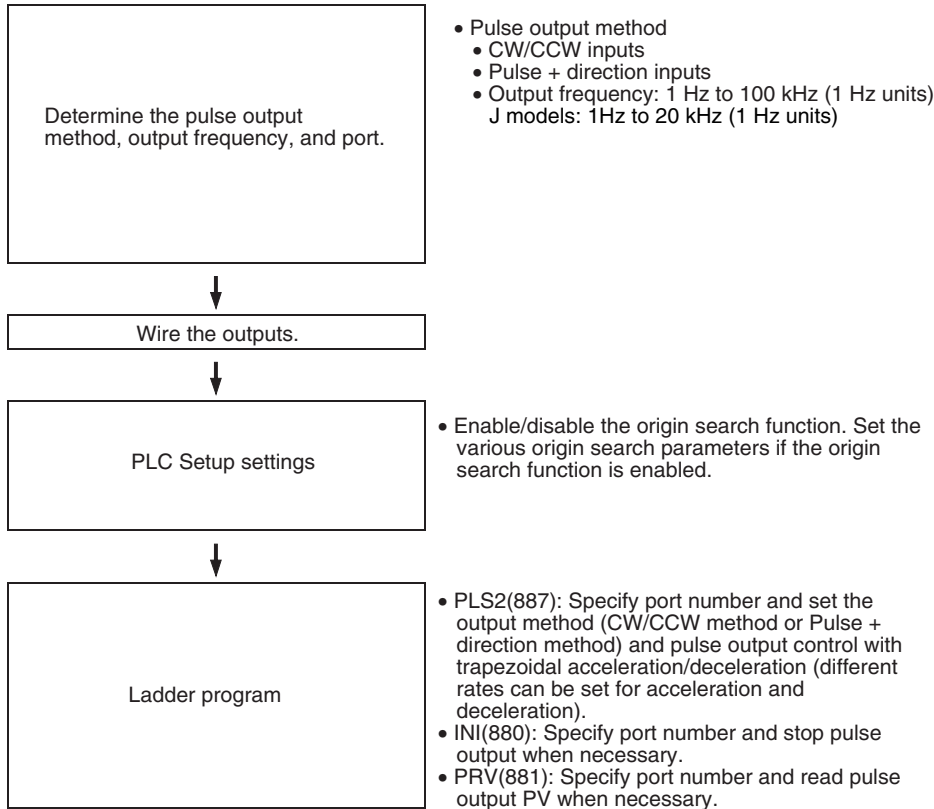 Determine the pulse output
method, output frequency, and port.
• Pulse output method
• CW/CCW inputs
• Pulse + direction inputs
• Output frequency: 1 Hz to 100 kHz (1 Hz units)
J models: 1Hz to 20 kHz (1 Hz units)
Wire the outputs.
PLC Setup settings
• Enable/disable the origin search function. Set the
various origin search parameters if the origin
search function is enabled.
Ladder program
• PLS2(887): Specify port number and set the
output method (CW/CCW method or Pulse +
direction method) and pulse output control with
trapezoidal acceleration/deceleration (different
rates can be set for acceleration and
deceleration).
• INI(880): Specify port number and stop pulse
output when necessary.
• PRV(881): Specify port number and read pulse
output PV when necessary.